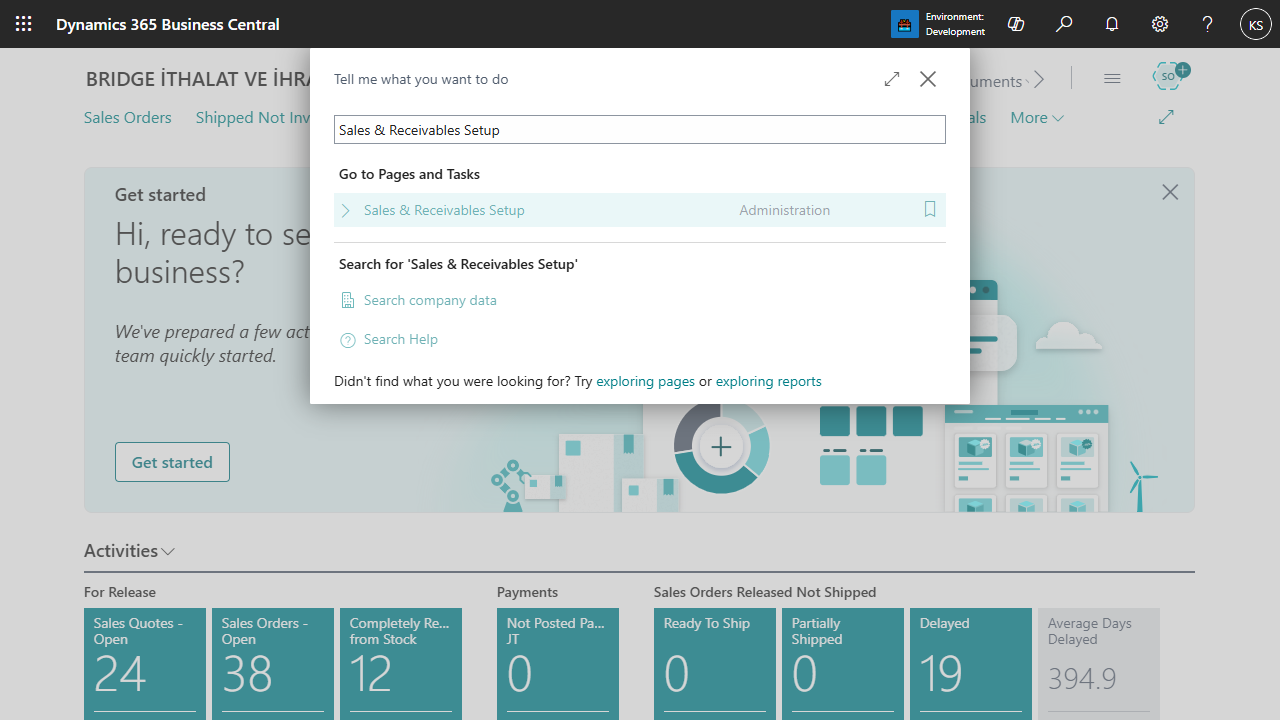 Dynamics 365 Business Central
Environment:
Development
KS
BRIDGE İTHALAT VE İHRA
uments
SO
Sales Orders
Shipped Not Inv
als
More
Tell me what you want to do
Sales & Receivables Setup
Go to Pages and Tasks
Sales & Receivables Setup
Administration
Search for 'Sales & Receivables Setup'
Search company data
Search Help
Didn't find what you were looking for? Try exploring pages or exploring reports
Get started
Hi, ready to se
business?
We've prepared a few act
team quickly started.
Get started
Activities
For Release
Payments
Sales Orders Released Not Shipped
Sales Quotes -
Open
24
Sales Orders -
Open
38
Completely Re...
from Stock
12
Not Posted Pa...
JT
0
Ready To Ship
0
Partially
Shipped
0
Delayed
19
Average Days
Delayed
394.9